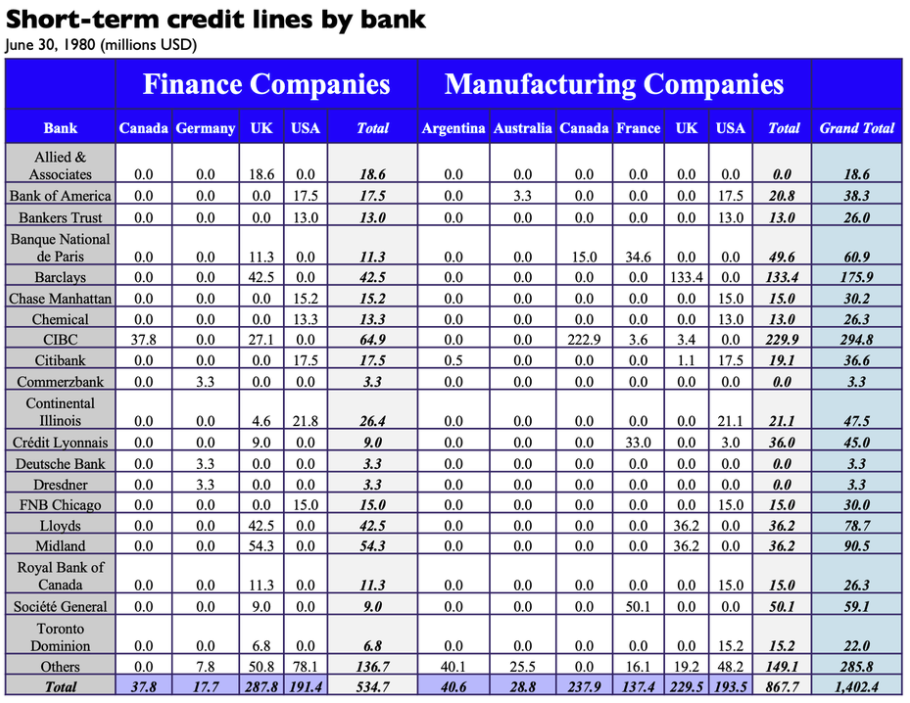 Short-term credit lines by bank
June 30, 1980 (millions USD)
Finance Companies Manufacturing Companies
Bank Canada Germany UK USA Total Argentina Australia Canada France UK USA Total Grand Total
Allied &
Associates 0.0 0.0 18.6 0.0 18.6 0.0 0.0 0.0 0.0 0.0 0.0 0.0 18.6
Bank of America 0.0 0.0 0.0 17.5 17.5 0.0 3.3 0.0 0.0 0.0 17.5 20.8 38.3
Bankers Trust 0.0 0.0 0.0 13.0 13.0 0.0 0.0 0.0 0.0 0.0 13.0 13.0 26.0
Banque National
de Paris 0.0 0.0 11.3 0.0 11.3 0.0 0.0 15.0 34.6 0.0 0.0 49.6 60.9
Barclays 0.0 0.0 42.5 0.0 42.5 0.0 0.0 0.0 0.0 133.4 0.0 133.4 175.9
Chase Manhattan 0.0 0.0 0.0 15.2 15.2 0.0 0.0 0.0 0.0 0.0 15.0 15.0 30.2
Chemical 0.0 0.0 0.0 13.3 13.3 0.0 0.0 0.0 0.0 0.0 13.0 13.0 26.3
CIBC 37.8 0.0 27.1 0.0 64.9 0.0 0.0 222.9 3.6 3.4 0.0 229.9 294.8
Citibank 0.0 0.0 0.0 17.5 17.5 0.5 0.0 0.0 0.0 1.1 17.5 19.1 36.6
Commerzbank 0.0 3.3 0.0 0.0 3.3 0.0 0.0 0.0 0.0 0.0 0.0 0.0 3.3
Continental
Illinois 0.0 0.0 4.6 21.8 26.4 0.0 0.0 0.0 0.0 0.0 21.1 21.1 47.5
Crédit Lyonnais 0.0 0.0 9.0 0.0 9.0 0.0 0.0 0.0 33.0 0.0 3.0 36.0 45.0
Deutsche Bank 0.0 3.3 0.0 0.0 3.3 0.0 0.0 0.0 0.0 0.0 0.0 0.0 3.3
Dresdner 0.0 3.3 0.0 0.0 3.3 0.0 0.0 0.0 0.0 0.0 0.0 0.0 3.3
FNB Chicago 0.0 0.0 0.0 15.0 15.0 0.0 0.0 0.0 0.0 0.0 15.0 15.0 30.0
Lloyds 0.0 0.0 42.5 0.0 42.5 0.0 0.0 0.0 0.0 36.2 0.0 36.2 78.7
Midland 0.0 0.0 54.3 0.0 54.3 0.0 0.0 0.0 0.0 36.2 0.0 36.2 90.5
Royal Bank of
Canada 0.0 0.0 11.3 0.0 11.3 0.0 0.0 0.0 0.0 0.0 15.0 15.0 26.3
Société General 0.0 0.0 9.0 0.0 9.0 0.0 0.0 0.0 50.1 0.0 0.0 50.1 59.1
Toronto
Dominion 0.0 0.0 6.8 0.0 6.8 0.0 0.0 0.0 0.0 0.0 15.2 15.2 22.0
Others 0.0 7.8 50.8 78.1 136.7 40.1 25.5 0.0 16.1 19.2 48.2 149.1 285.8
Total 37.8 17.7 287.8 191.4 534.7 40.6 28.8 237.9 137.4 229.5 193.5 867.7 1,402.4